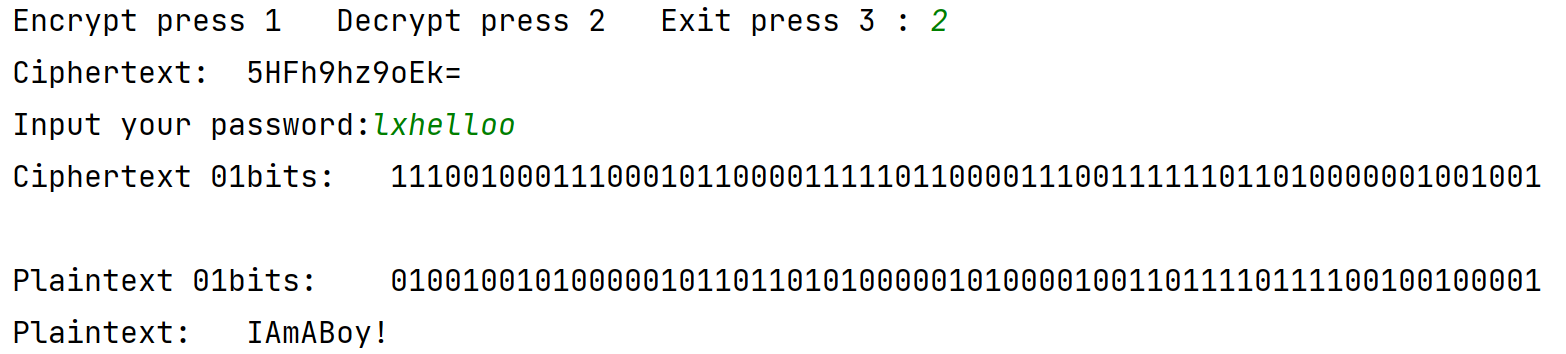 Encrypt press 1   Decrypt press 2   Exit press 3 : 2
Ciphertext:  5HFh9hz9oEk=
Input your password:lxhelloo
Ciphertext 01bits:   1110010001110001011000011111011000011100111111011010000001001001
Plaintext 01bits:    0100100101000001011011010100000101000010011011110111100100100001
Plaintext:   IAmABoy!